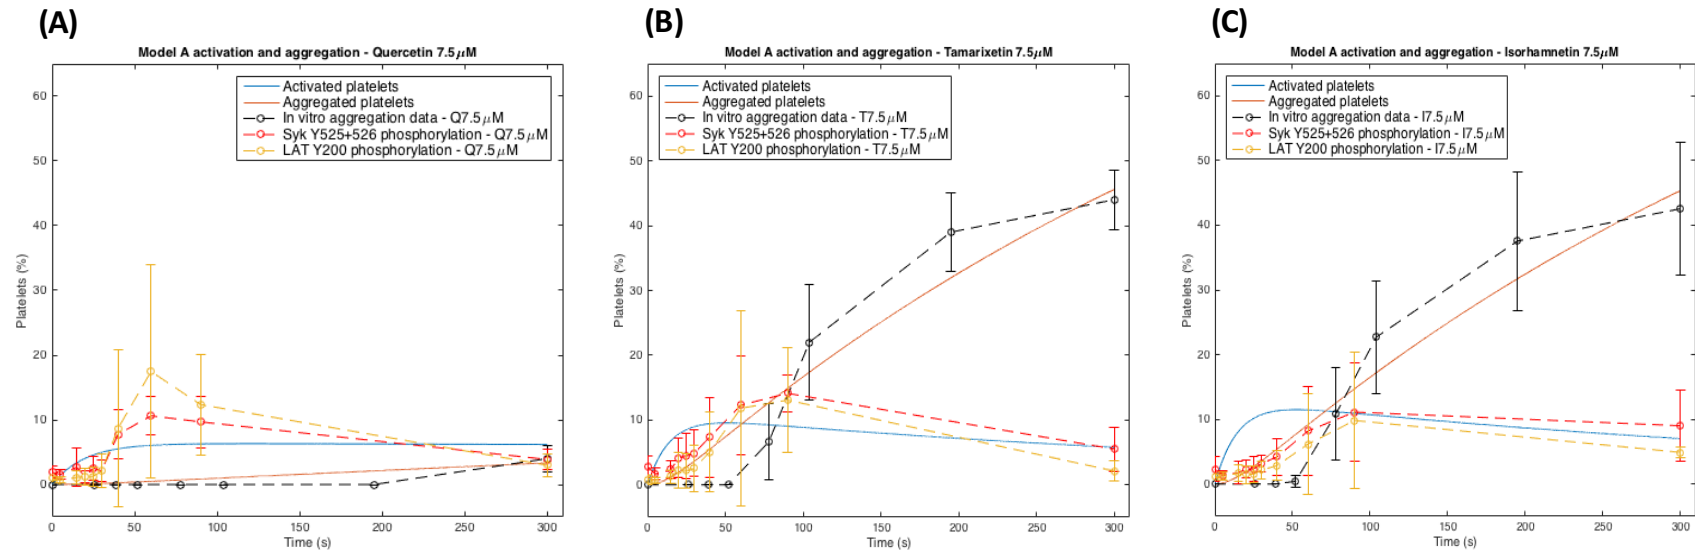 (A)
Model A activation and aggregation - Quercetin 7.5μM
Activated platelets
Aggregated platelets
In vitro aggregation data - Q7.5μM
Syk Y525+526 phosphorylation - Q7.5μM
LAT Y200 phosphorylation - Q7.5μM
Platelets (%)
60
50
40
30
20
10
0
0 50 100 150 200 250 300
Time (s)
(B)
Model A activation and aggregation - Tamarixetin 7.5μM
Activated platelets
Aggregated platelets
In vitro aggregation data - T7.5μM
Syk Y525+526 phosphorylation - T7.5μM
LAT Y200 phosphorylation - T7.5μM
Platelets (%)
60
50
40
30
20
10
0
0 50 100 150 200 250 300
Time (s)
(C)
Model A activation and aggregation - Isorhamnetin 7.5μM
Activated platelets
Aggregated platelets
In vitro aggregation data - I7.5μM
Syk Y525+526 phosphorylation - I7.5μM
LAT Y200 phosphorylation - I7.5μM
Platelets (%)
60
50
40
30
20
10
0
0 50 100 150 200 250 300
Time (s)